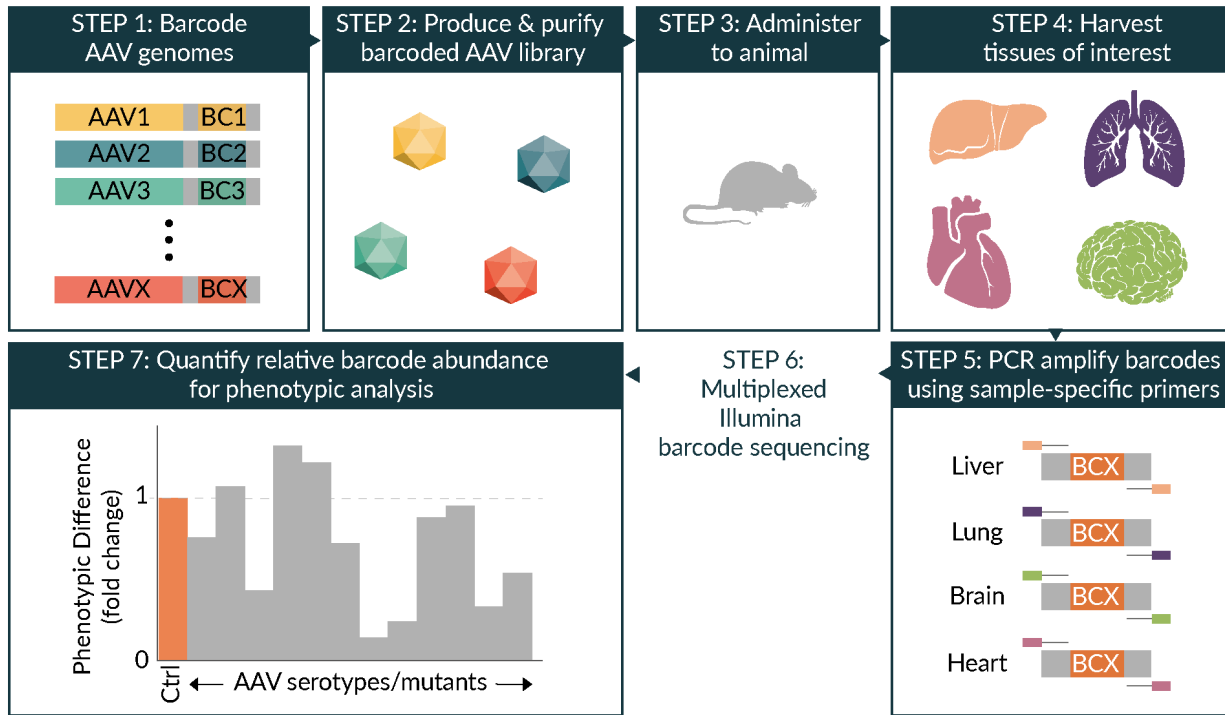 STEP 1: Barcode
AAV genomes
AAV1
BC1
AAV2
BC2
AAV3
BC3
AAVX
BCX
STEP 2: Produce & purify
barcoded AAV library
STEP 3: Administer
to animal
STEP 4: Harvest
tissues of interest
STEP 5: PCR amplify barcodes
using sample-specific primers
Liver
BCX
Lung
BCX
Brain
BCX
Heart
BCX
STEP 6:
Multiplexed
Illumina
barcode sequencing
STEP 7: Quantify relative barcode abundance
for phenotypic analysis
Phenotypic Difference
(fold change)
1
0
Ctrl
AAV serotypes/mutants